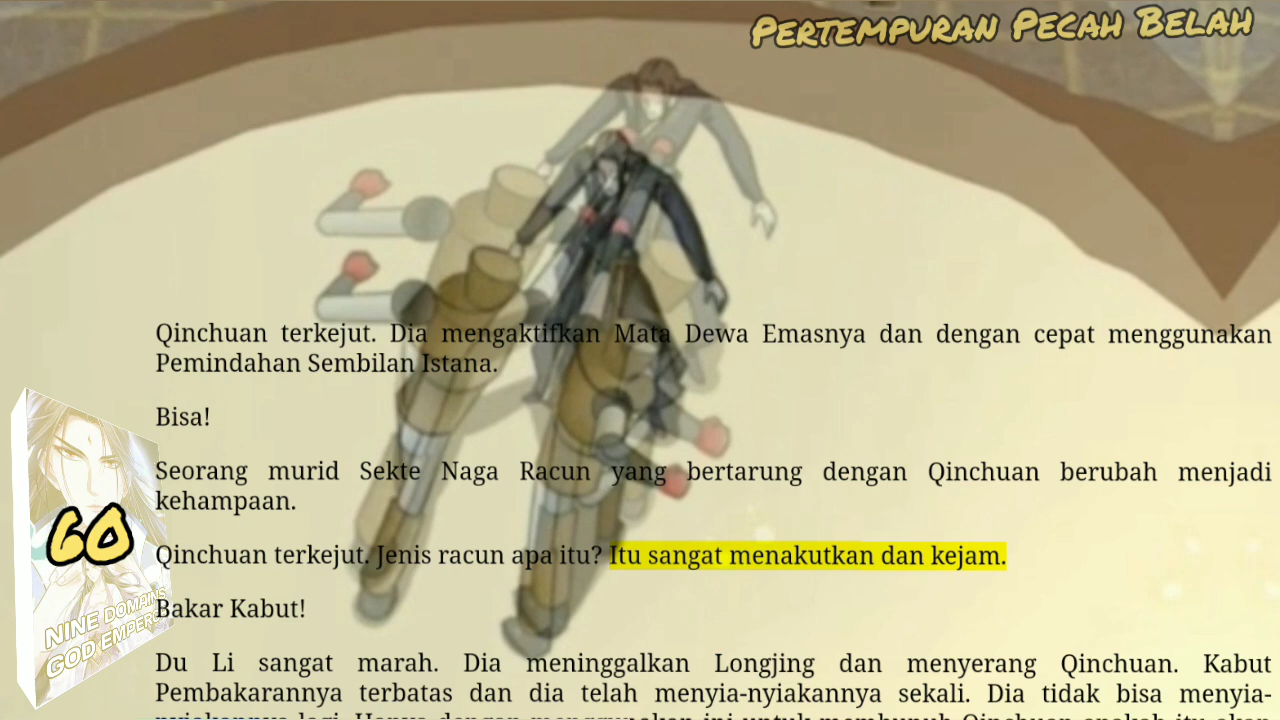 Pertempuran Pecah Belah
Qinchuan terkejut. Dia mengaktifkan Mata Dewa Emasnya dan dengan cepat menggunakan
Pemindahan Sembilan Istana.
Bisa!
Seorang murid Sekte Naga Racun yang bertarung dengan Qinchuan berubah menjadi
kehampaan.
Qinchuan terkejut. Jenis racun apa itu? Itu sangat menakutkan dan kejam.
60
NINE DOMAINS
GOD EMPEROR
Bakar Kabut!
Du Li sangat marah. Dia meninggalkan Longjing dan menyerang Qinchuan. Kabut
Pembakarannya terbatas dan dia telah menyia-nyiakannya sekali. Dia tidak bisa menyia-